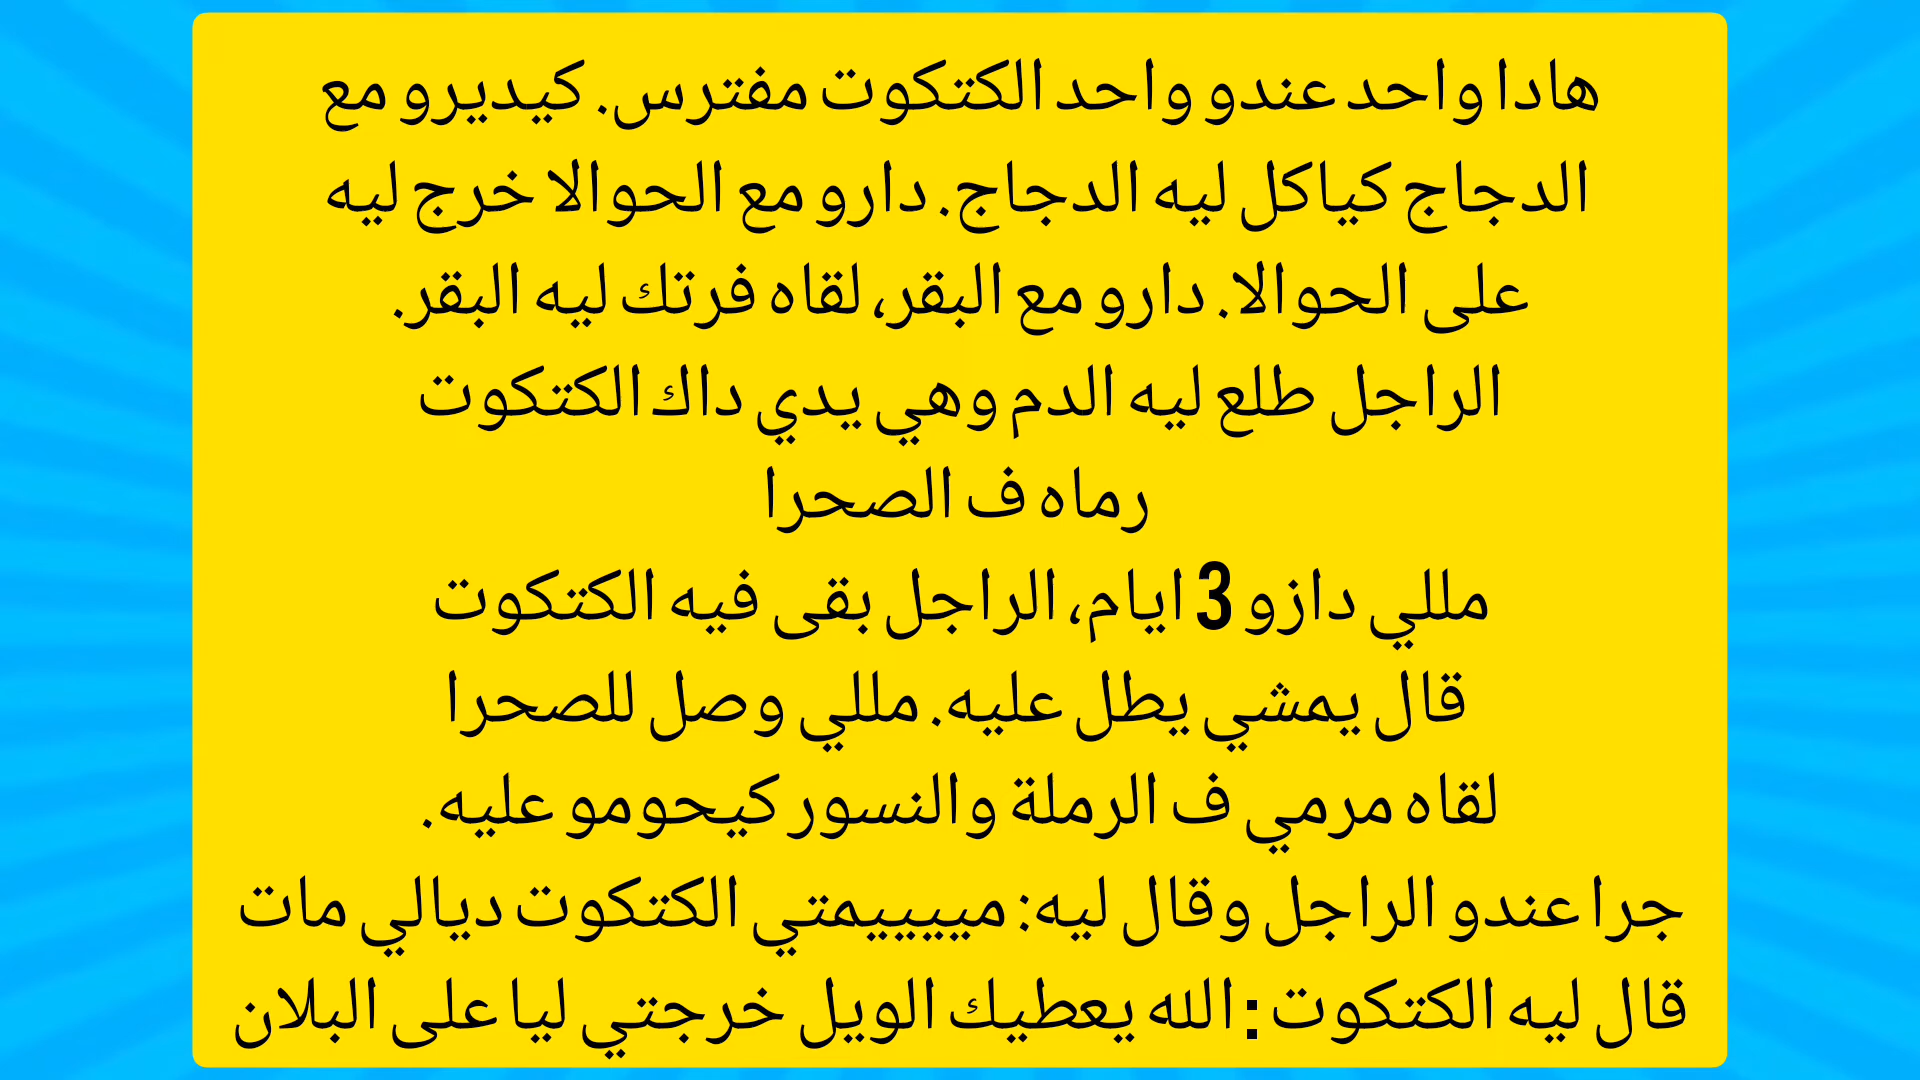 هادا واحد عندو واحد الكتكوت مفترس. كيديرو مع
الدجاج كياكل ليه الدجاج. دارو مع الحوالا خرج ليه
على الحوالا. دارو مع البقر، لقاه فرتك ليه البقر.
الراجل طلع ليه الدم وهي يدي داك الكتكوت
رماه ف الصحرا
مللي دازو 3 ايام، الراجل بقى فيه الكتكوت
قال يمشي يطل عليه. مللي وصل للصحرا
لقاه مرمي ف الرملة والنسور كيحومو عليه.
جرا عندو الراجل وقال ليه: ميييييمتي الكتكوت ديالي مات
قال ليه الكتكوت : الله يعطيك الويل خرجتي ليا على البلان